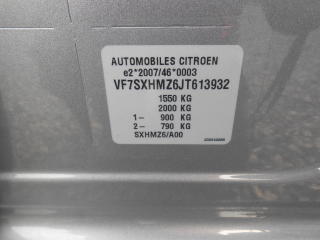 AUTOMOBILES CITROEN
e2*2007/46*0003
VF7SXHMZ6JT613932
1550 KG
2000 KG
1– 900 KG
2– 790 KG
SXHMZ6/A00